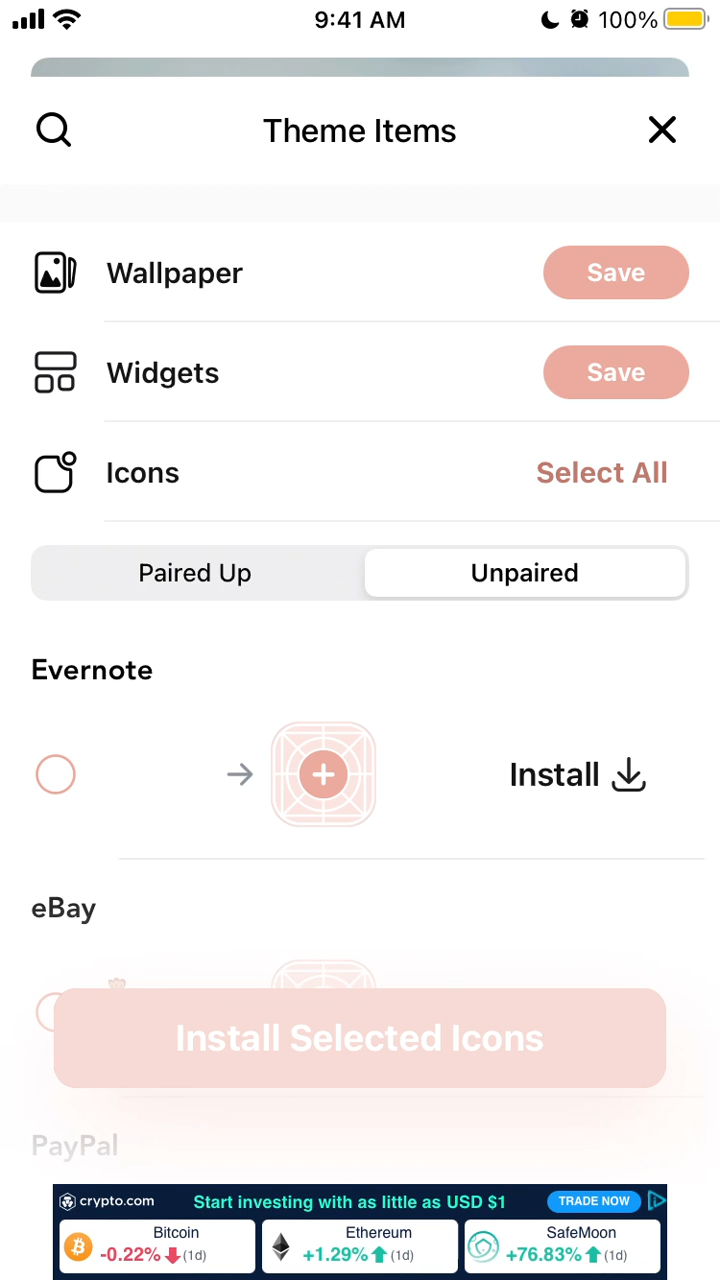 9:41 AM 100%
Theme Items
Wallpaper Save
Widgets Save
Icons Select All
Paired Up Unpaired
Evernote
Install
eBay
Install Selected Icons
PayPal
crypto.com Start investing with as little as USD $1 TRADE NOW
Bitcoin Ethereum SafeMoon
-0.22% (1d) +1.29% (1d) +76.83% (1d)